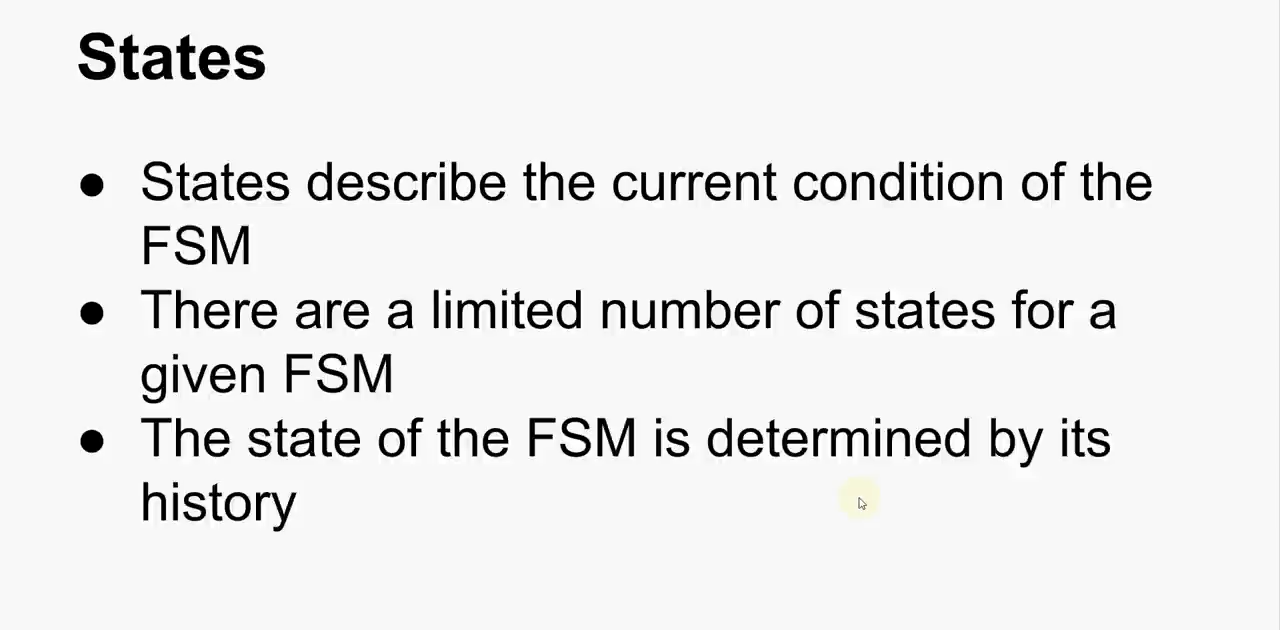 States
● States describe the current condition of the
FSM
● There are a limited number of states for a
given FSM
● The state of the FSM is determined by its
history